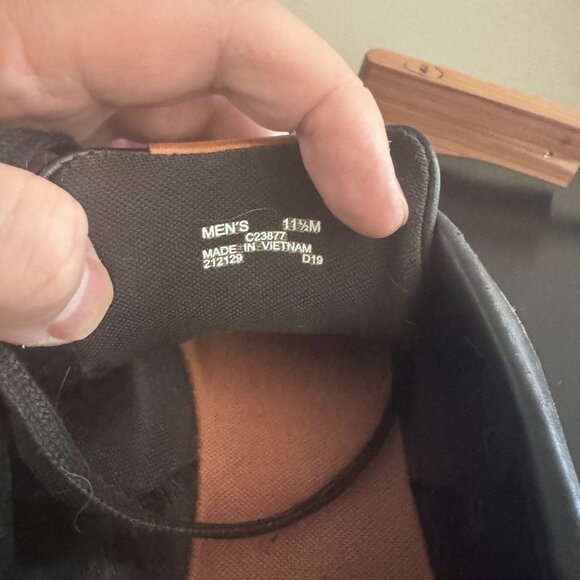 MEN'S 11½M
C23877
MADE IN VIETNAM
212129 D19